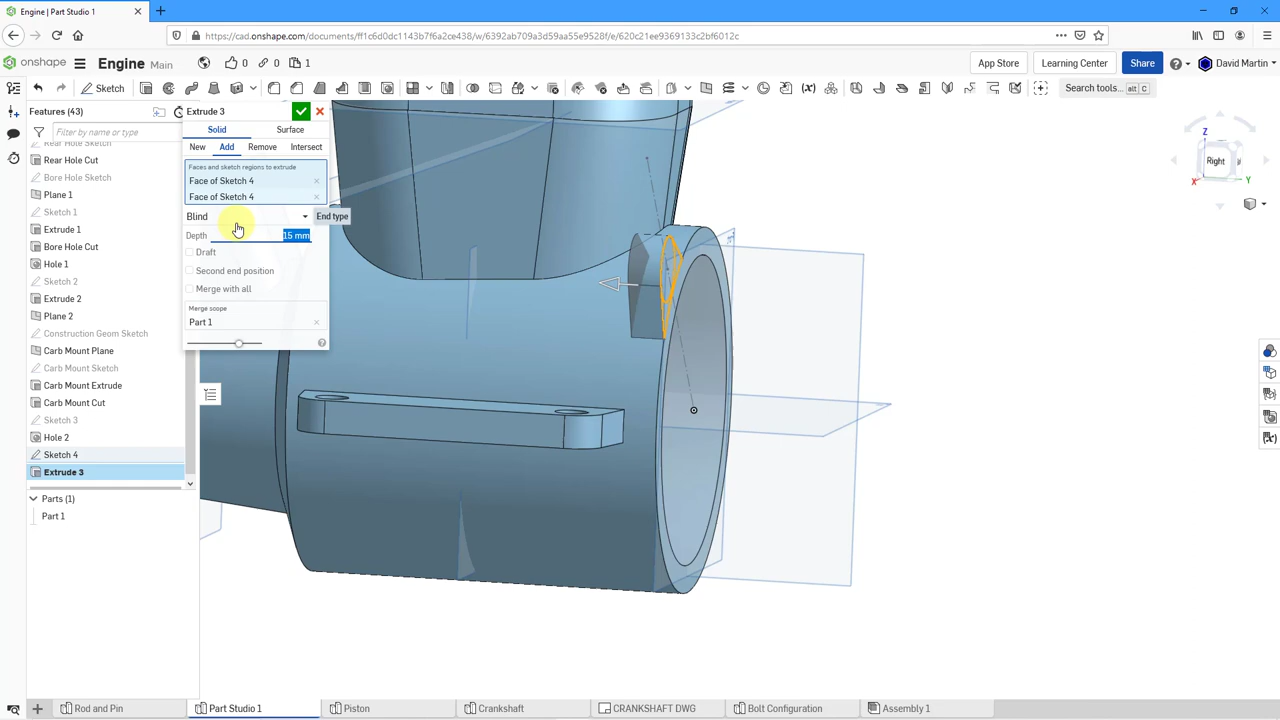 Engine | Part Studio 1
https://cad.onshape.com/documents/ff1c6d0dc1143b7f6a2ce438/w/6392ab709a3d59aa55e9528f/e/620c21ee9369133c2bf6102c
onshape
Engine Main
0
0
1
App Store
Learning Center
Share
David Martin
Sketch
Search tools...
alt C
Features (43)
Filter by name or type
Rear Hole Sketch
Rear Hole Cut
Bore Hole Sketch
Plane 1
Sketch 1
Extrude 1
Bore Hole Cut
Hole 1
Sketch 2
Extrude 2
Plane 2
Construction Geom Sketch
Carb Mount Plane
Carb Mount Sketch
Carb Mount Extrude
Carb Mount Cut
Sketch 3
Hole 2
Sketch 4
Extrude 3
Parts (1)
Part 1
Extrude 3
Solid
Surface
New
Add
Remove
Intersect
Faces and sketch regions to extrude
Face of Sketch 4
Face of Sketch 4
Blind
End type
Depth
15 mm
Draft
Second end position
Merge with all
Merge scope
Part 1
Z
Right
X
Y
Rod and Pin
Part Studio 1
Piston
Crankshaft
CRANKSHAFT DWG
Bolt Configuration
Assembly 1